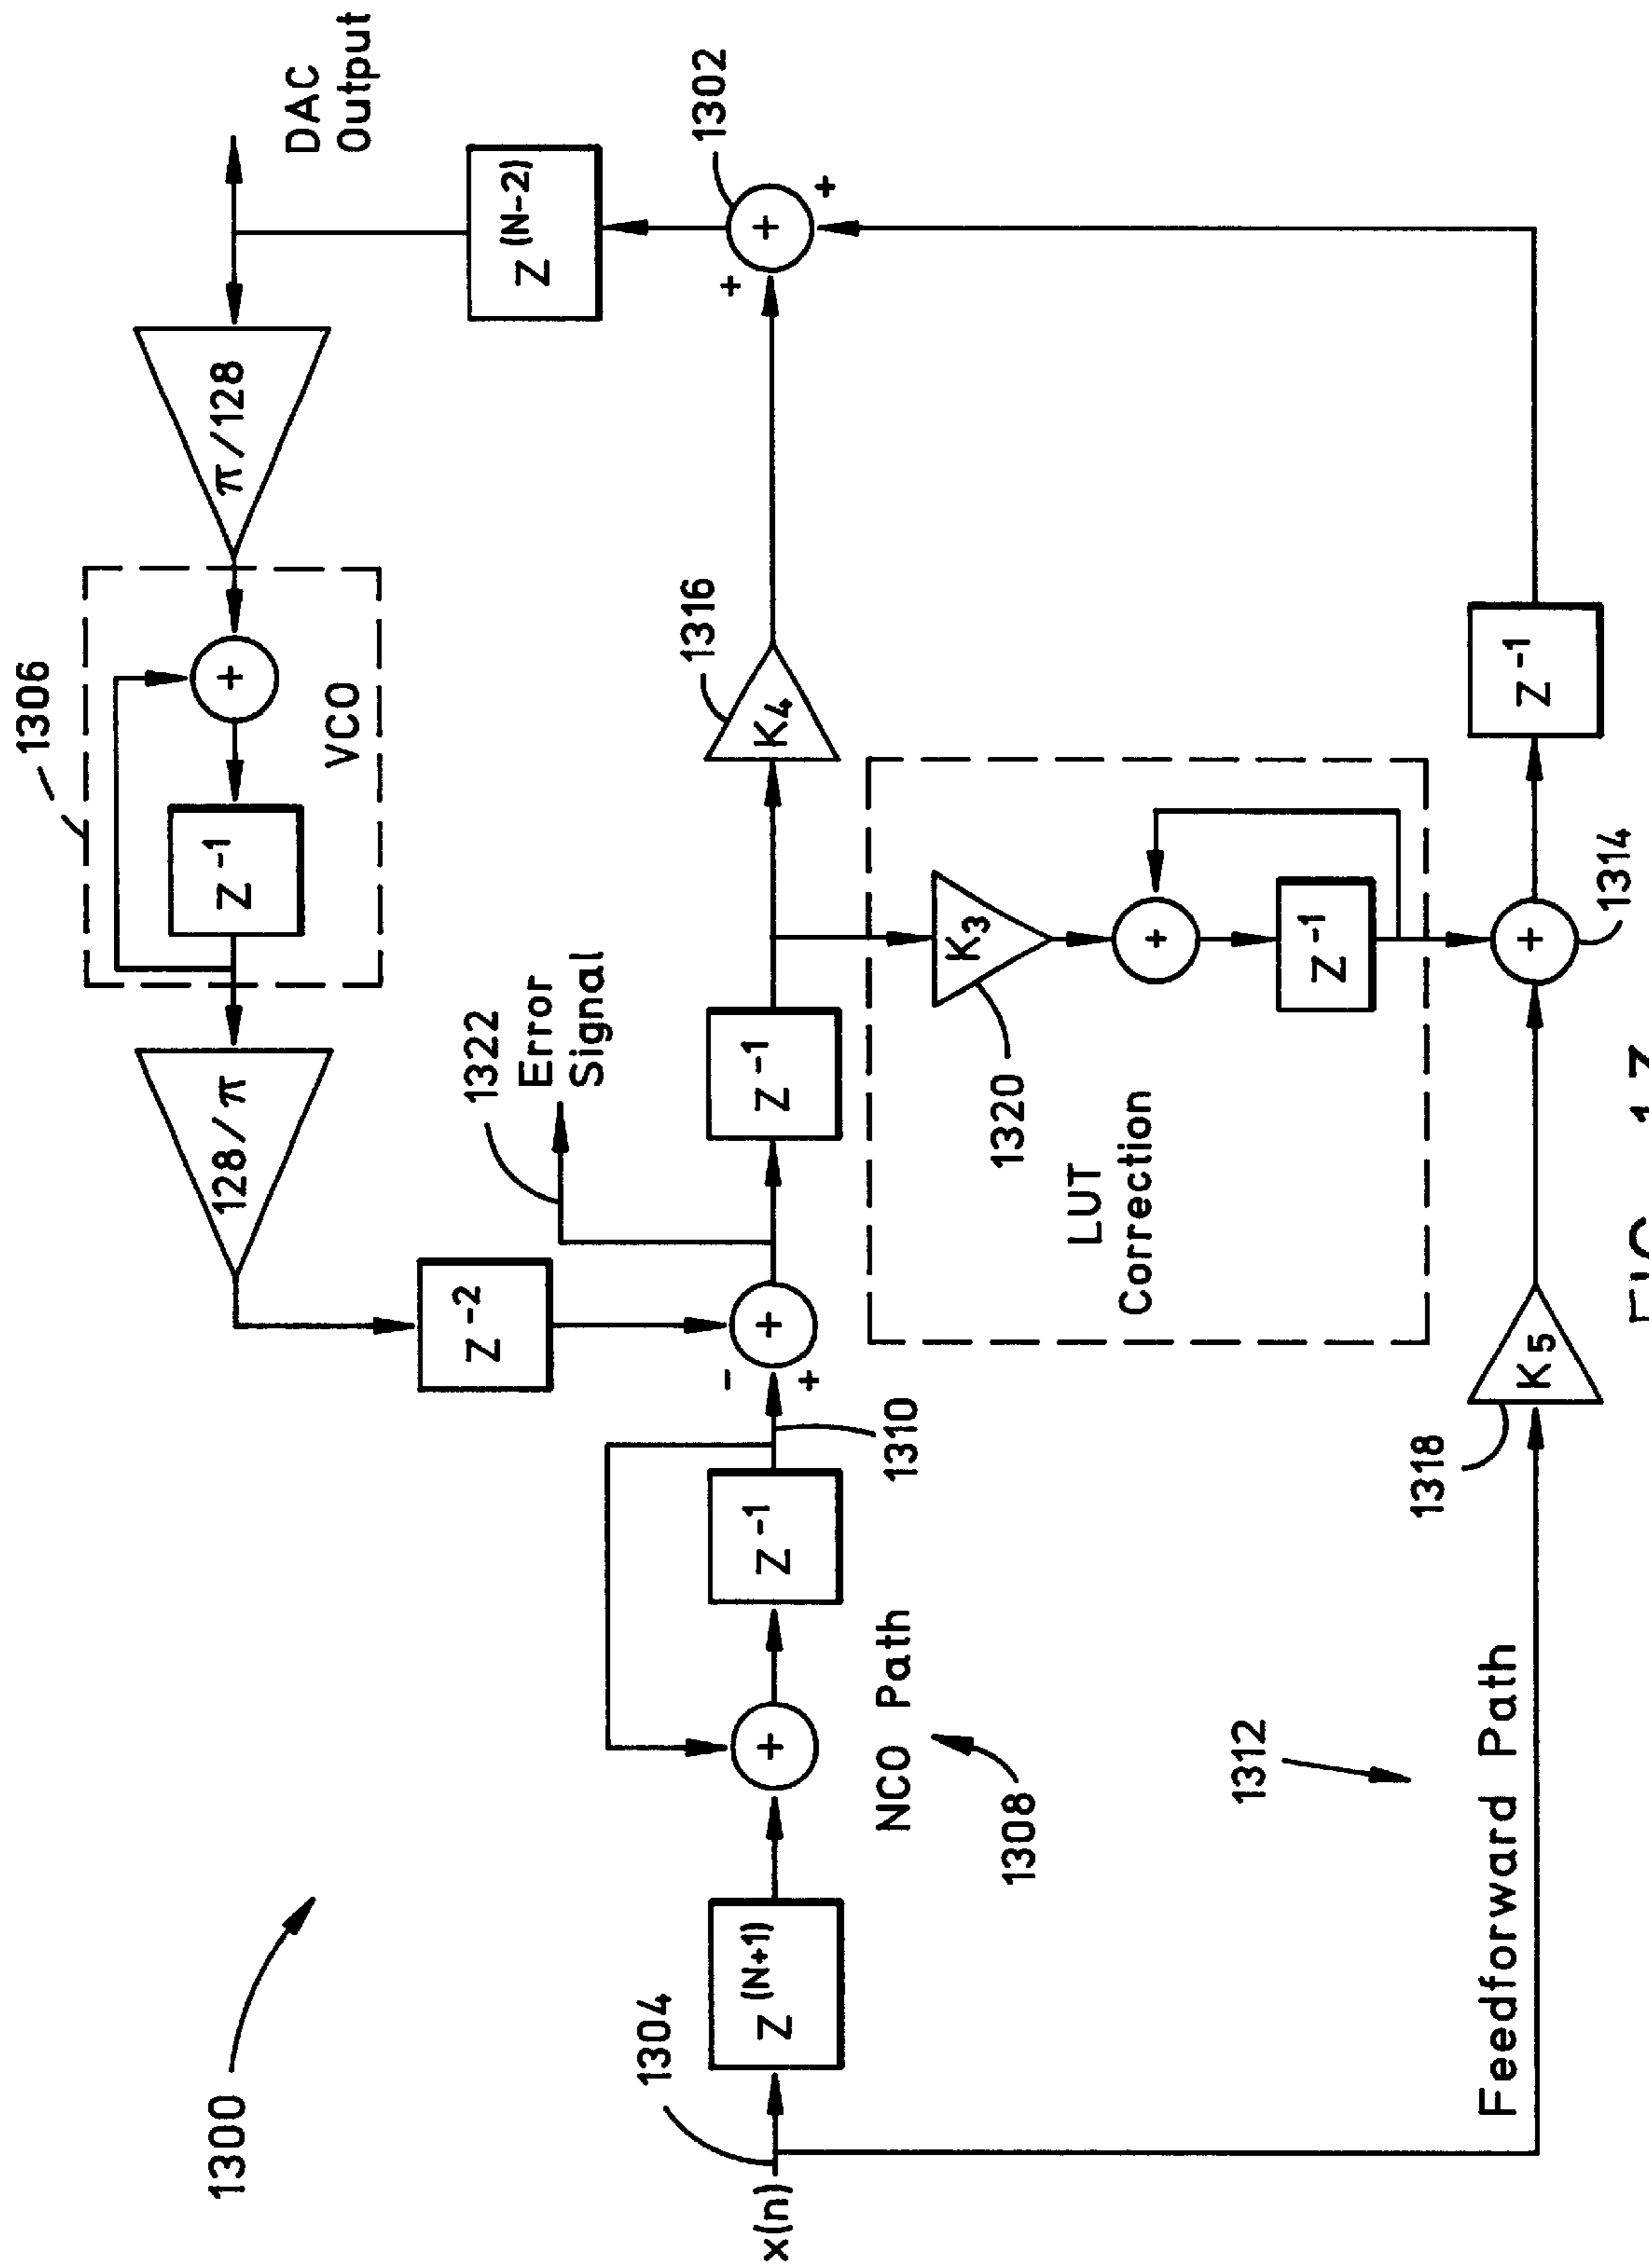 1300
1306
VCO
Z⁻¹
+
128/π
π/128
DAC
Output
Z⁻²
1322
Error
Signal
Z⁽ᴺ⁻²⁾
x(n)
1304
Z⁽ᴺ⁺¹⁾
+
Z⁻¹
1310
-
+
+
Z⁻¹
K₄
1316
+
+
+
1302
NCO Path
1308
LUT
Correction
1320
K₃
+
Z⁻¹
1312
Feedforward Path
1318
K₅
+
1314
Z⁻¹